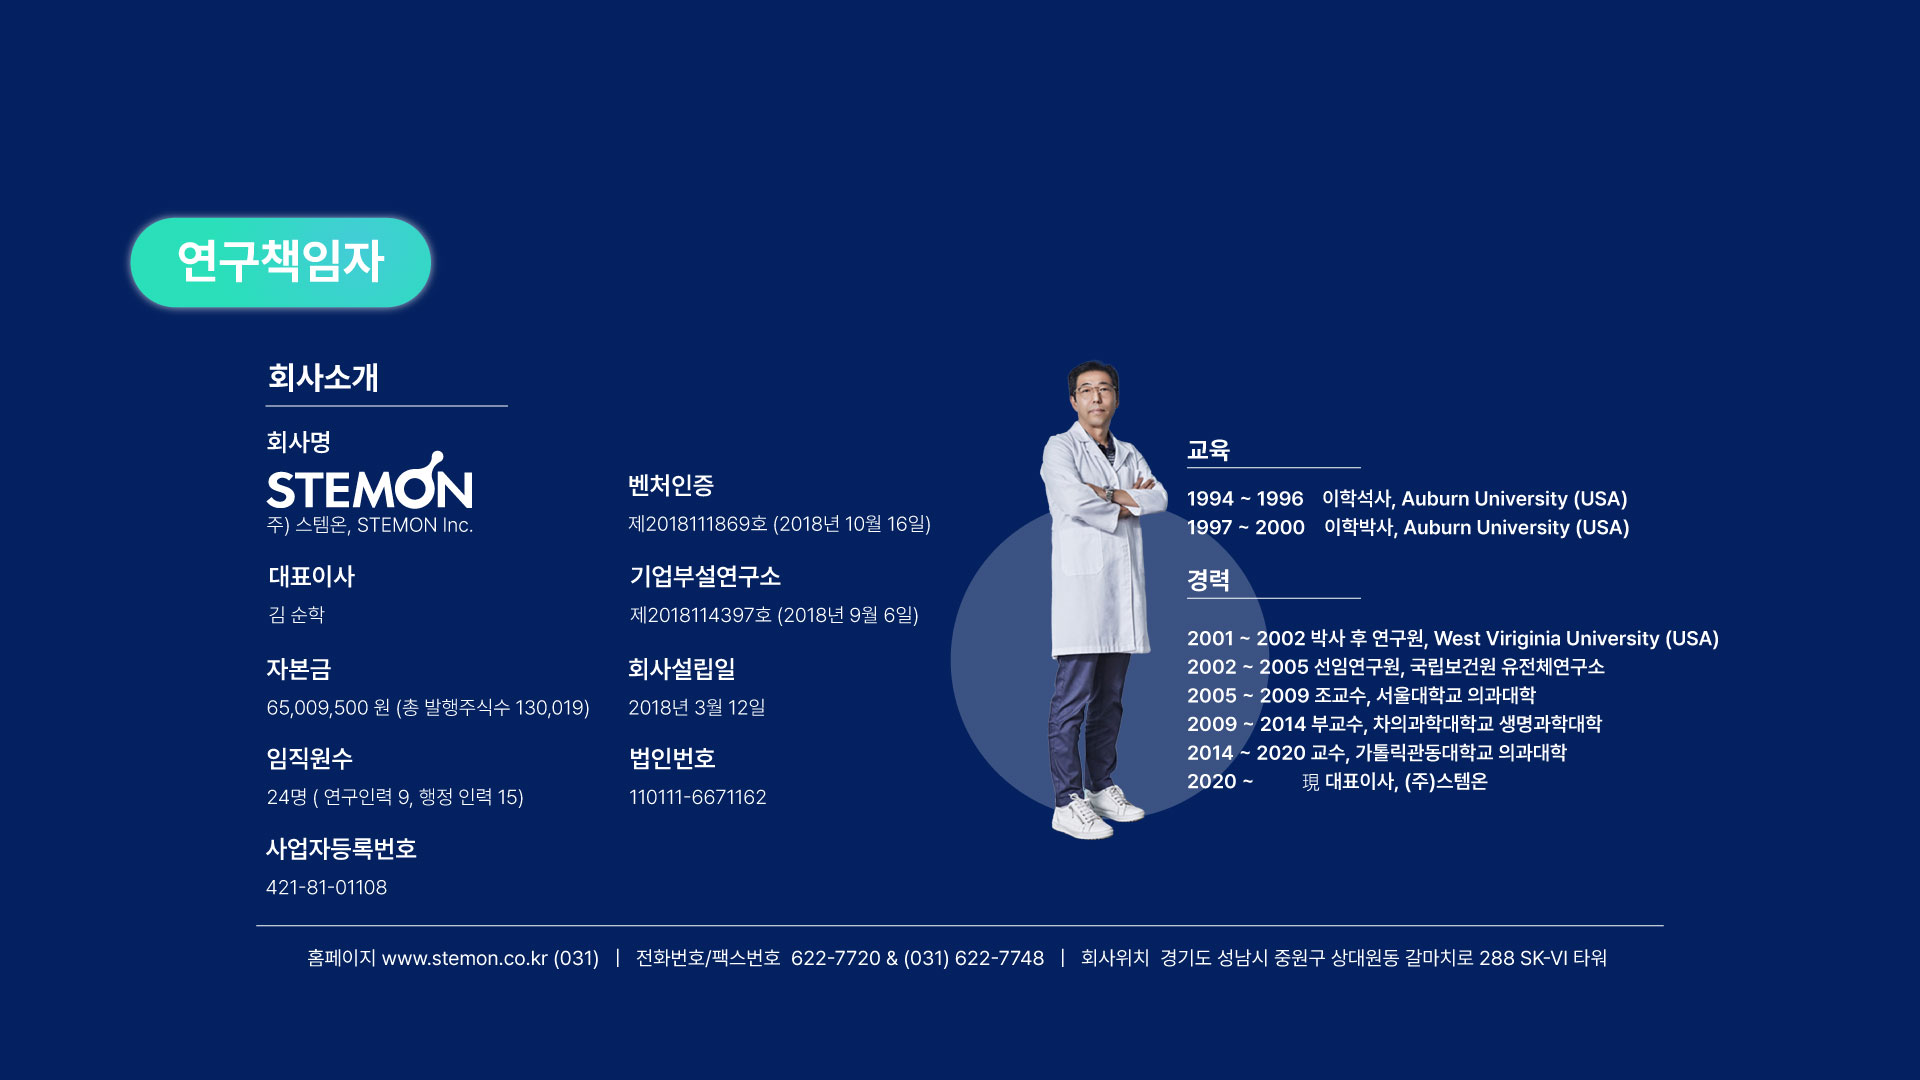 연구책임자
회사소개
회사명
STEMON
주) 스템온, STEMON Inc.
대표이사
김 순학
자본금
65,009,500 원 (총 발행주식수 130,019)
임직원수
24명 ( 연구인력 9, 행정 인력 15)
사업자등록번호
421-81-01108
벤처인증
제2018111869호 (2018년 10월 16일)
기업부설연구소
제2018114397호 (2018년 9월 6일)
회사설립일
2018년 3월 12일
법인번호
110111-6671162
교육
1994 ~ 1996 이학석사, Auburn University (USA)
1997 ~ 2000 이학박사, Auburn University (USA)
경력
2001 ~ 2002 박사 후 연구원, West Viriginia University (USA)
2002 ~ 2005 선임연구원, 국립보건원 유전체연구소
2005 ~ 2009 조교수, 서울대학교 의과대학
2009 ~ 2014 부교수, 차의과학대학교 생명과학대학
2014 ~ 2020 교수, 가톨릭관동대학교 의과대학
2020 ~ 現 대표이사, (주)스템온
홈페이지 www.stemon.co.kr (031) | 전화번호/팩스번호 622-7720 & (031) 622-7748 | 회사위치 경기도 성남시 중원구 상대원동 갈마치로 288 SK-VI 타워